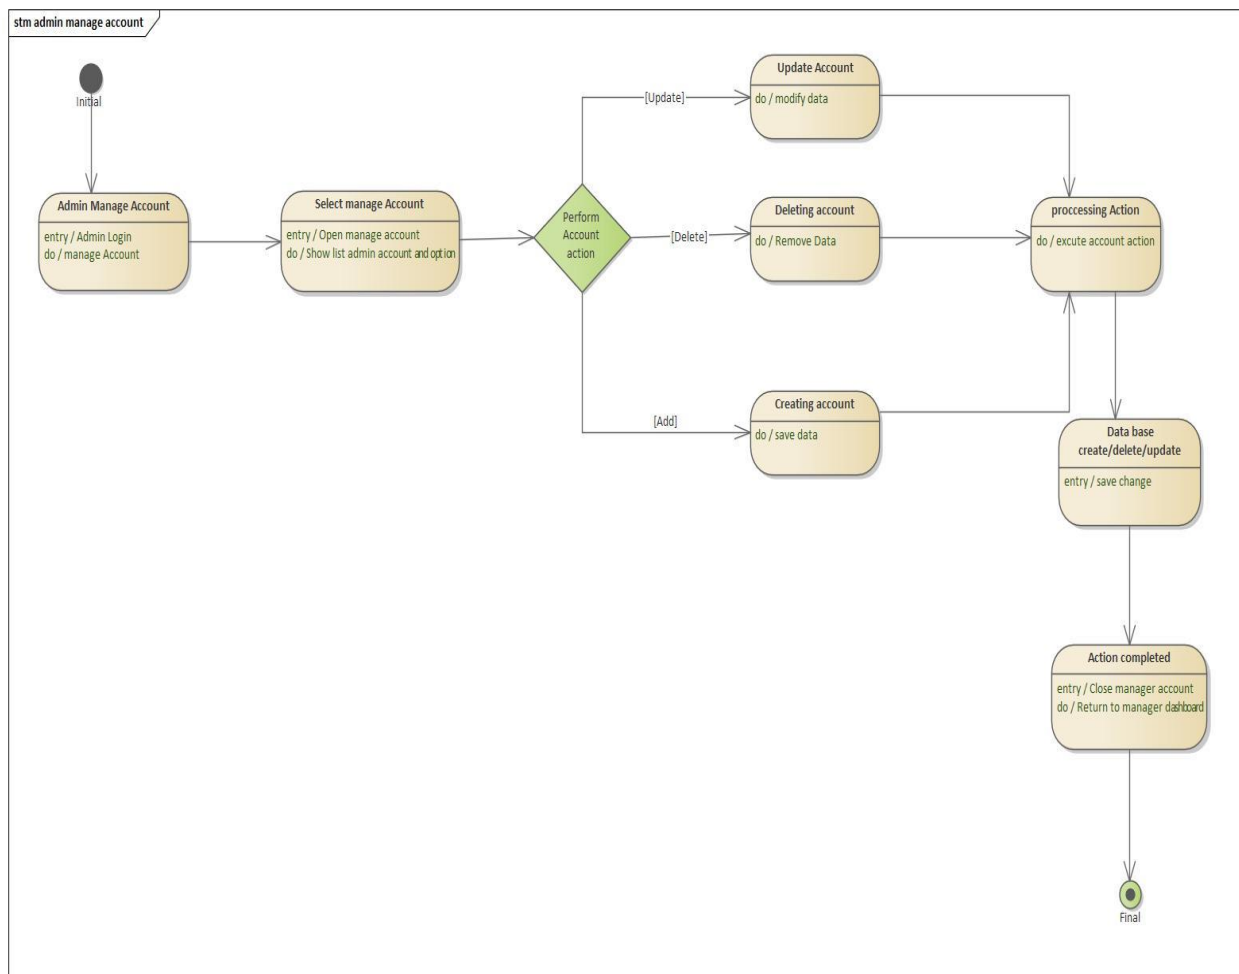 stm admin manage account
Initial
Admin Manage Account
entry / Admin Login
do / manage Account
Select manage Account
entry / Open manage account
do / Show list admin account and option
Perform
Account
action
[Update]
[Delete]
[Add]
Update Account
do / modify data
Deleting account
do / Remove Data
Creating account
do / save data
proccessing Action
do / excute account action
Data base
create/delete/update
entry / save change
Action completed
entry / Close manager account
do / Return to manager dashboard
Final